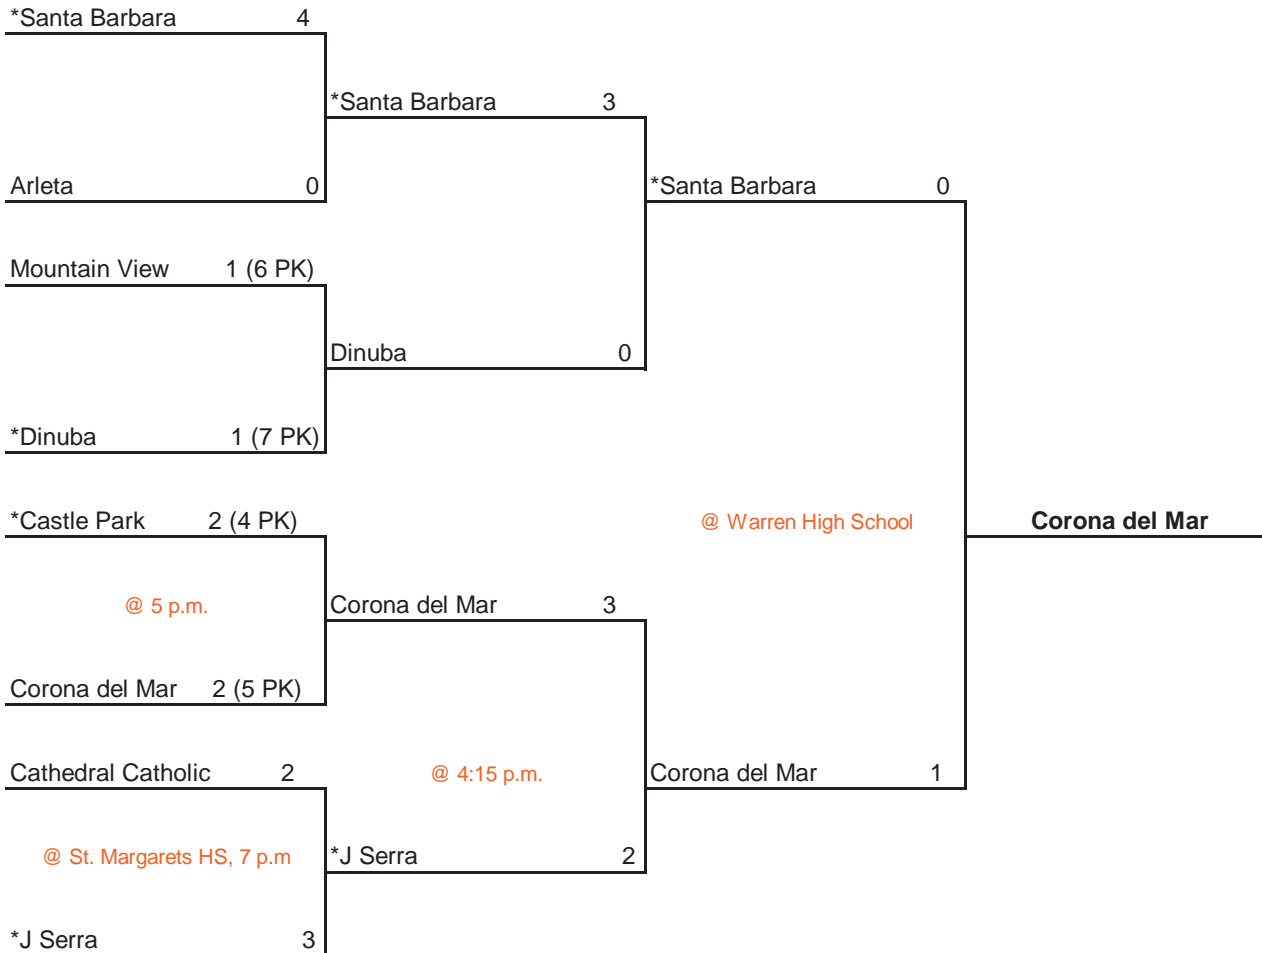 *Santa Barbara 4
*Santa Barbara 3
Arleta 0
*Santa Barbara 0
Mountain View 1 (6 PK)
Dinuba 0
*Dinuba 1 (7 PK)
*Castle Park 2 (4 PK)
@ Warren High School
Corona del Mar
@ 5 p.m.
Corona del Mar 3
Corona del Mar 2 (5 PK)
Cathedral Catholic 2
@ 4:15 p.m.
Corona del Mar 1
@ St. Margarets HS, 7 p.m
*J Serra 2
*J Serra 3